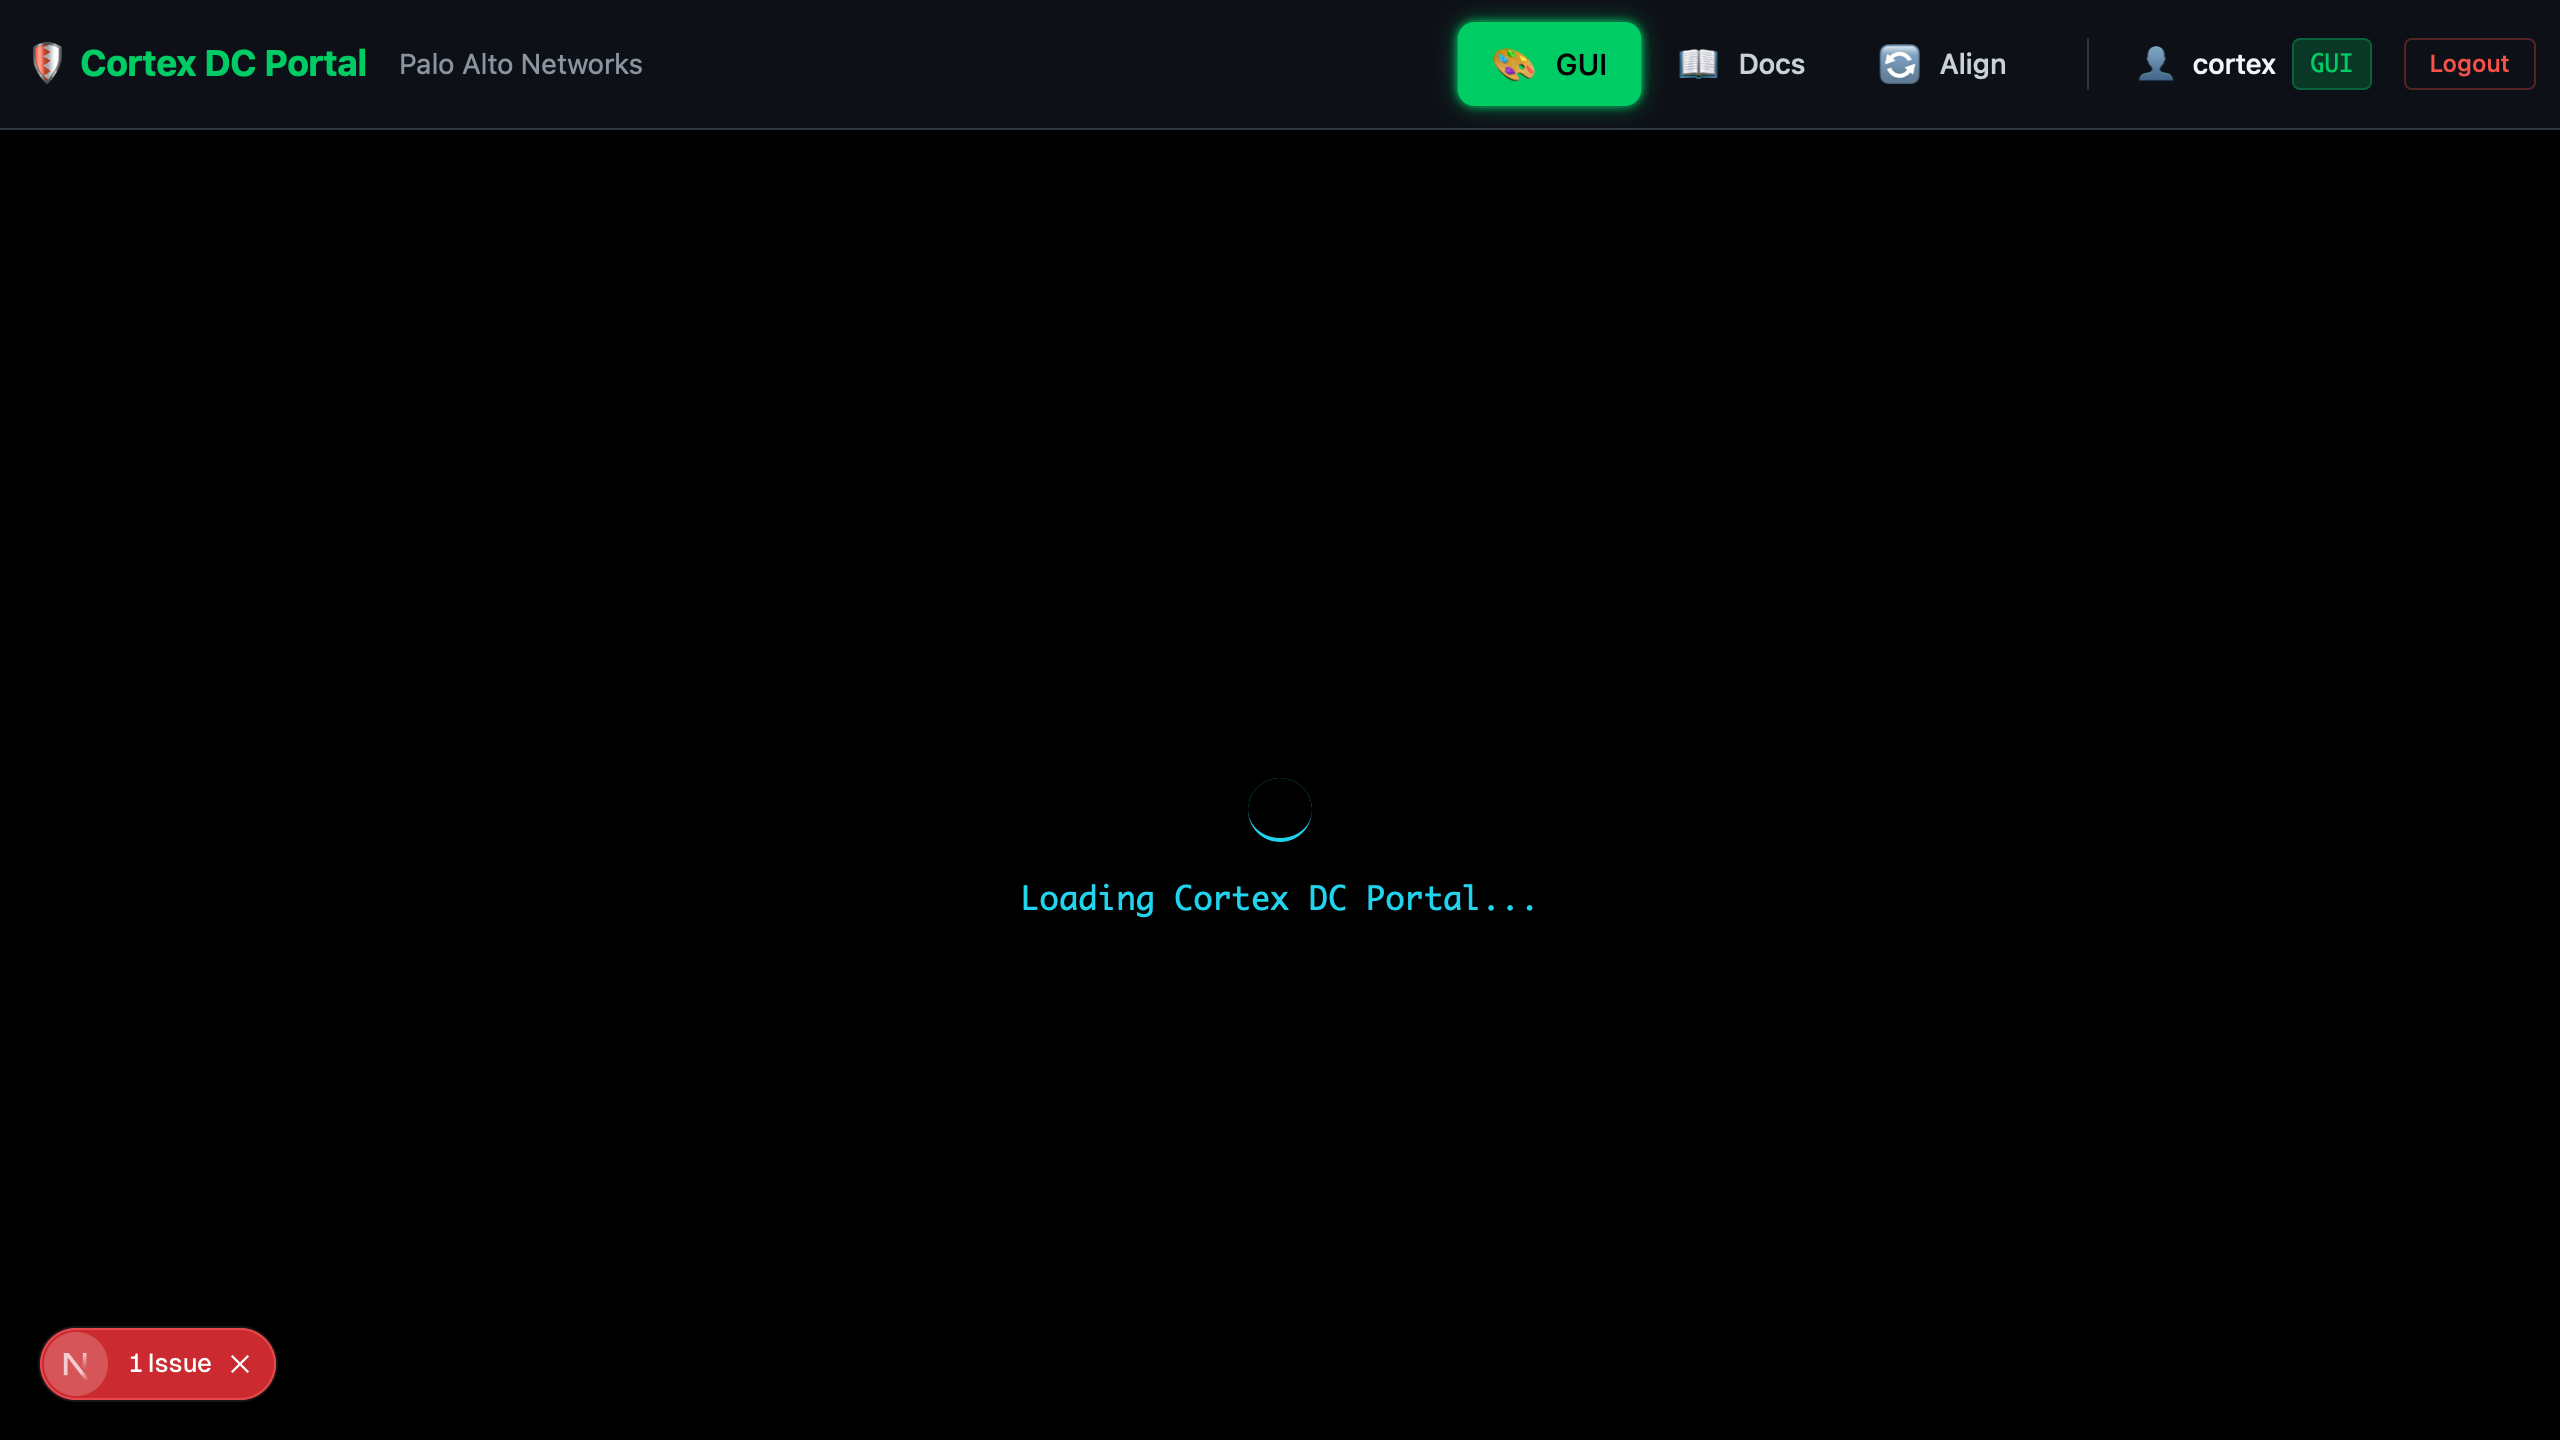 Cortex DC Portal Palo Alto Networks GUI Docs Align cortex GUI Logout
Loading Cortex DC Portal...
N 1 Issue